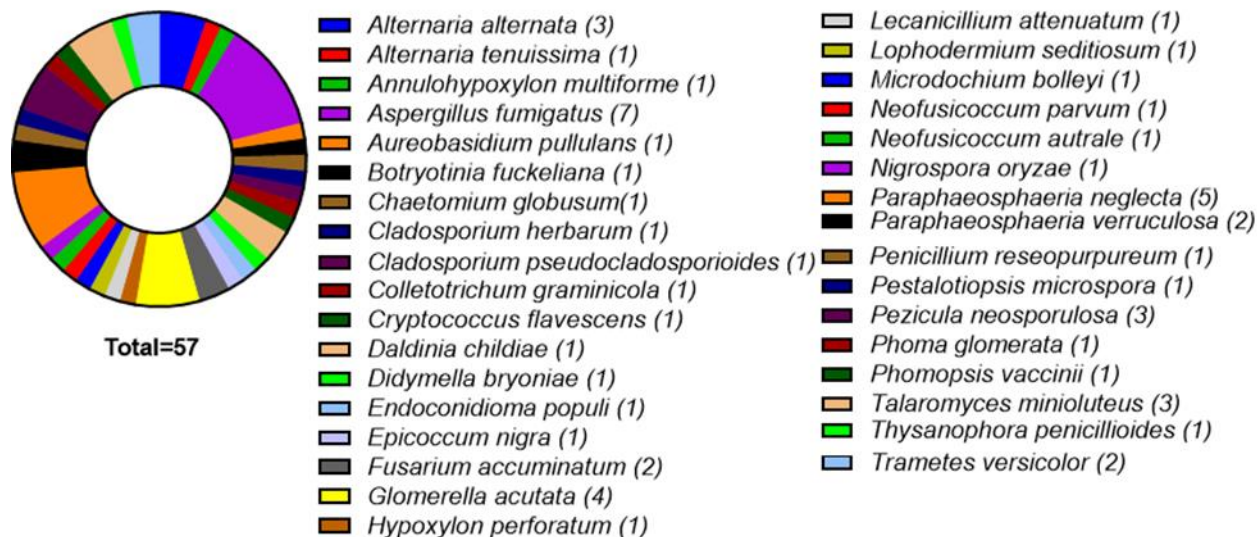 Total=57
Alternaria alternata (3)
Alternaria tenuissima (1)
Annulohypoxylon multiforme (1)
Aspergillus fumigatus (7)
Aureobasidium pullulans (1)
Botryotinia fuckeliana (1)
Chaetomium globusum(1)
Cladosporium herbarum (1)
Cladosporium pseudocladosporioides (1)
Colletotrichum graminicola (1)
Cryptococcus flavescens (1)
Daldinia childiae (1)
Didymella bryoniae (1)
Endoconidioma populi (1)
Epicoccum nigra (1)
Fusarium accuminatum (2)
Glomerella acutata (4)
Hypoxylon perforatum (1)
Lecanicillium attenuatum (1)
Lophodermium seditiosum (1)
Microdochium bolleyi (1)
Neofusicoccum parvum (1)
Neofusicoccum autrale (1)
Nigrospora oryzae (1)
Paraphaeosphaeria neglecta (5)
Paraphaeosphaeria verruculosa (2)
Penicillium reseopurpureum (1)
Pestalotiopsis microspora (1)
Pezicula neosporulosa (3)
Phoma glomerata (1)
Phomopsis vaccinii (1)
Talaromyces minioluteus (3)
Thysanophora penicillioides (1)
Trametes versicolor (2)